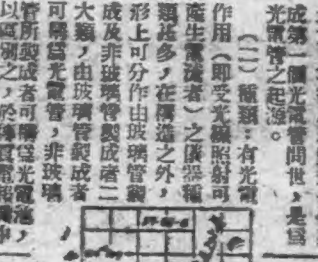 成第一個光電管問世，是爲
光電管之起源。
(二)種類：有光電
作用（即受光線照射可
產生電流者）之儀器種
類甚多，在構造之外，
形上可分作由玻璃管製
成及非玻璃管製成者二
大類，由玻璃管製成者
可稱爲光電管，非玻璃
管所製成者可稱爲光電池，
以區別之，於